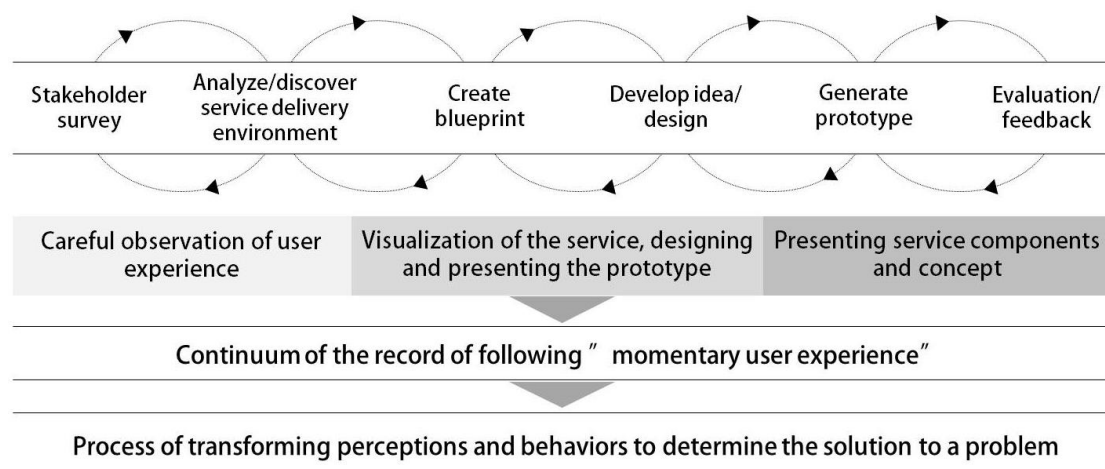 Stakeholder
survey
Analyze/discover
service delivery
environment
Create
blueprint
Develop idea/
design
Generate
prototype
Evaluation/
feedback
Careful observation of user
experience
Visualization of the service, designing
and presenting the prototype
Presenting service components
and concept
Continuum of the record of following ” momentary user experience”
Process of transforming perceptions and behaviors to determine the solution to a problem